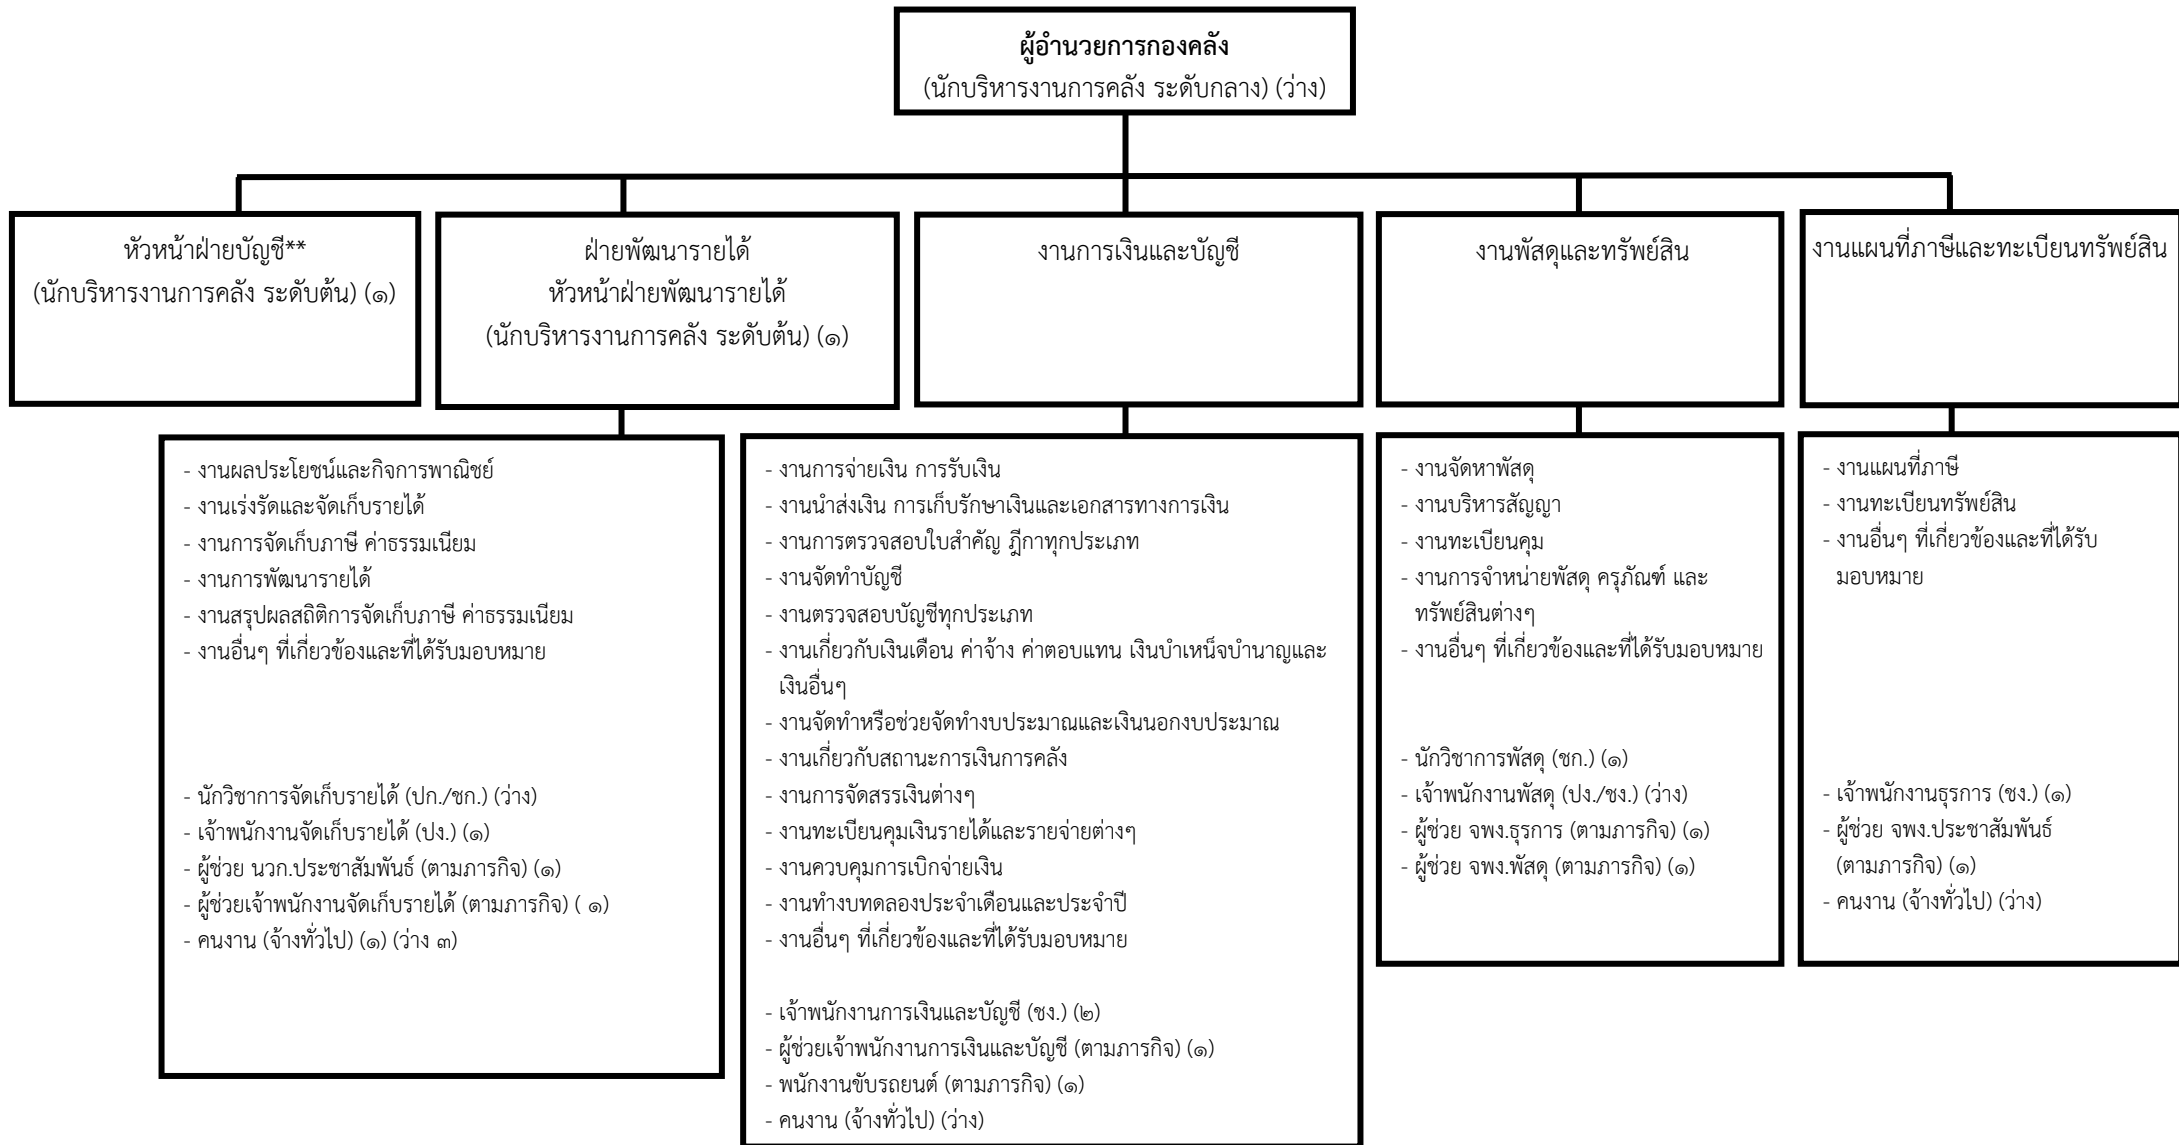 ผู้อำนวยการกองคลัง
(นักบริหารงานการคลัง ระดับกลาง) (ว่าง)
หัวหน้าฝ่ายบัญชี**
(นักบริหารงานการคลัง ระดับต้น) (๑)
ฝ่ายพัฒนารายได้
หัวหน้าฝ่ายพัฒนารายได้
(นักบริหารงานการคลัง ระดับต้น) (๑)
งานการเงินและบัญชี
งานพัสดุและทรัพย์สิน
งานแผนที่ภาษีและทะเบียนทรัพย์สิน
- งานผลประโยชน์และกิจการพาณิชย์
- งานเร่งรัดและจัดเก็บรายได้
- งานการจัดเก็บภาษี ค่าธรรมเนียม
- งานการพัฒนารายได้
- งานสรุปผลสถิติการจัดเก็บภาษี ค่าธรรมเนียม
- งานอื่นๆ ที่เกี่ยวข้องและที่ได้รับมอบหมาย
- นักวิชาการจัดเก็บรายได้ (ปก./ชก.) (ว่าง)
- เจ้าพนักงานจัดเก็บรายได้ (ปง.) (๑)
- ผู้ช่วย นวก.ประชาสัมพันธ์ (ตามภารกิจ) (๑)
- ผู้ช่วยเจ้าพนักงานจัดเก็บรายได้ (ตามภารกิจ) ( ๑)
- คนงาน (จ้างทั่วไป) (๑) (ว่าง ๓)
- งานการจ่ายเงิน การรับเงิน
- งานนำส่งเงิน การเก็บรักษาเงินและเอกสารทางการเงิน
- งานการตรวจสอบใบสำคัญ ฎีกาทุกประเภท
- งานจัดทำบัญชี
- งานตรวจสอบบัญชีทุกประเภท
- งานเกี่ยวกับเงินเดือน ค่าจ้าง ค่าตอบแทน เงินบำเหน็จบำนาญและ
เงินอื่นๆ
- งานจัดทำหรือช่วยจัดทำงบประมาณและเงินนอกงบประมาณ
- งานเกี่ยวกับสถานะการเงินการคลัง
- งานการจัดสรรเงินต่างๆ
- งานทะเบียนคุมเงินรายได้และรายจ่ายต่างๆ
- งานควบคุมการเบิกจ่ายเงิน
- งานทำงบทดลองประจำเดือนและประจำปี
- งานอื่นๆ ที่เกี่ยวข้องและที่ได้รับมอบหมาย
- เจ้าพนักงานการเงินและบัญชี (ชง.) (๒)
- ผู้ช่วยเจ้าพนักงานการเงินและบัญชี (ตามภารกิจ) (๑)
- พนักงานขับรถยนต์ (ตามภารกิจ) (๑)
- คนงาน (จ้างทั่วไป) (ว่าง)
- งานจัดหาพัสดุ
- งานบริหารสัญญา
- งานทะเบียนคุม
- งานการจำหน่ายพัสดุ ครุภัณฑ์ และ
ทรัพย์สินต่างๆ
- งานอื่นๆ ที่เกี่ยวข้องและที่ได้รับมอบหมาย
- นักวิชาการพัสดุ (ชก.) (๑)
- เจ้าพนักงานพัสดุ (ปง./ชง.) (ว่าง)
- ผู้ช่วย จพง.ธุรการ (ตามภารกิจ) (๑)
- ผู้ช่วย จพง.พัสดุ (ตามภารกิจ) (๑)
- งานแผนที่ภาษี
- งานทะเบียนทรัพย์สิน
- งานอื่นๆ ที่เกี่ยวข้องและที่ได้รับ
มอบหมาย
- เจ้าพนักงานธุรการ (ชง.) (๑)
- ผู้ช่วย จพง.ประชาสัมพันธ์
(ตามภารกิจ) (๑)
- คนงาน (จ้างทั่วไป) (ว่าง)